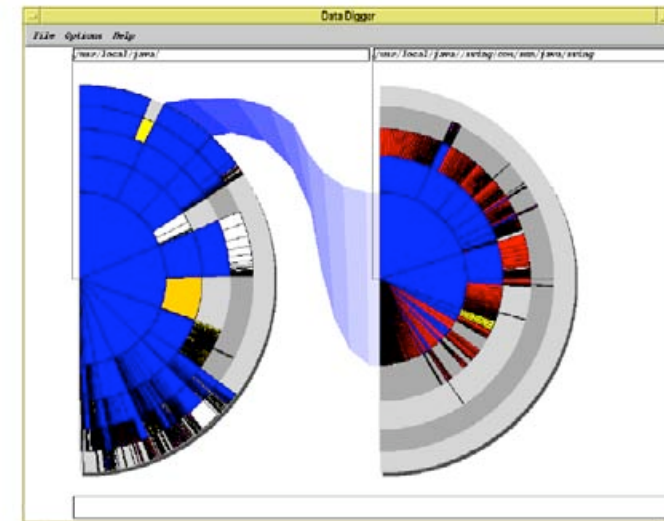 Data Digger
File Options Help
/usr/local/java/
/usr/local/java//swing/com/sun/java/swing